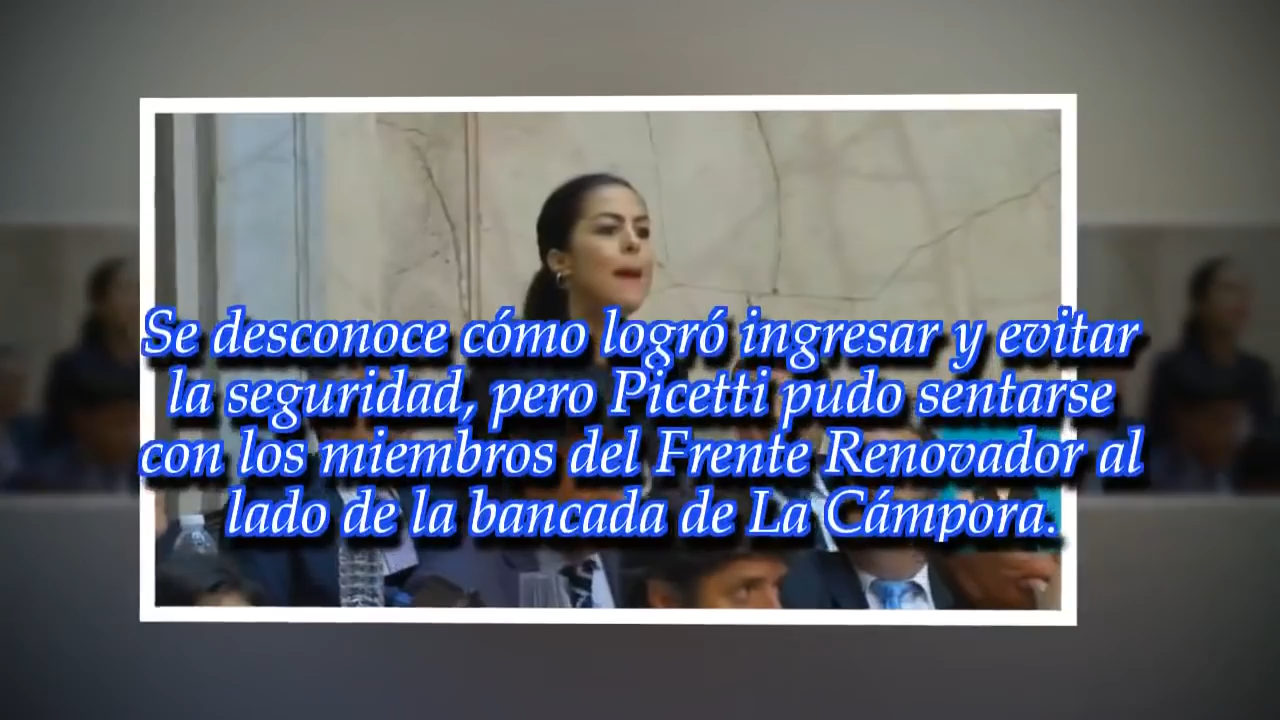 Se desconoce cómo logró ingresar y evitar
la seguridad, pero Picetti pudo sentarse
con los miembros del Frente Renovador al
lado de la bancada de La Cámpora.